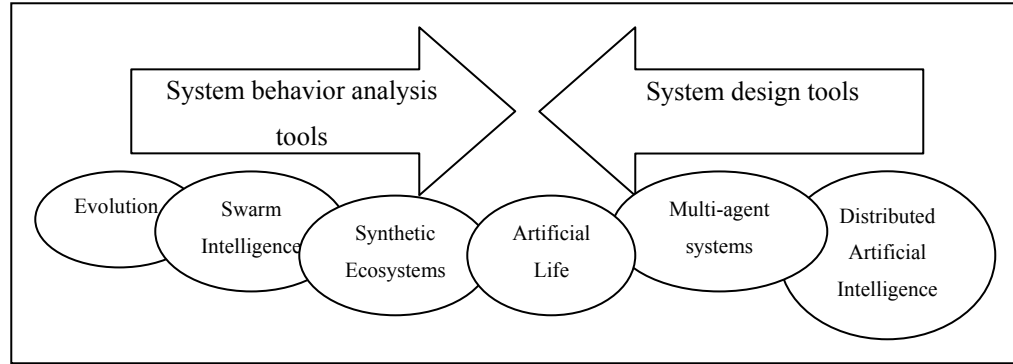 System behavior analysis
tools
System design tools
Evolution
Swarm
Intelligence
Synthetic
Ecosystems
Artificial
Life
Multi-agent
systems
Distributed
Artificial
Intelligence